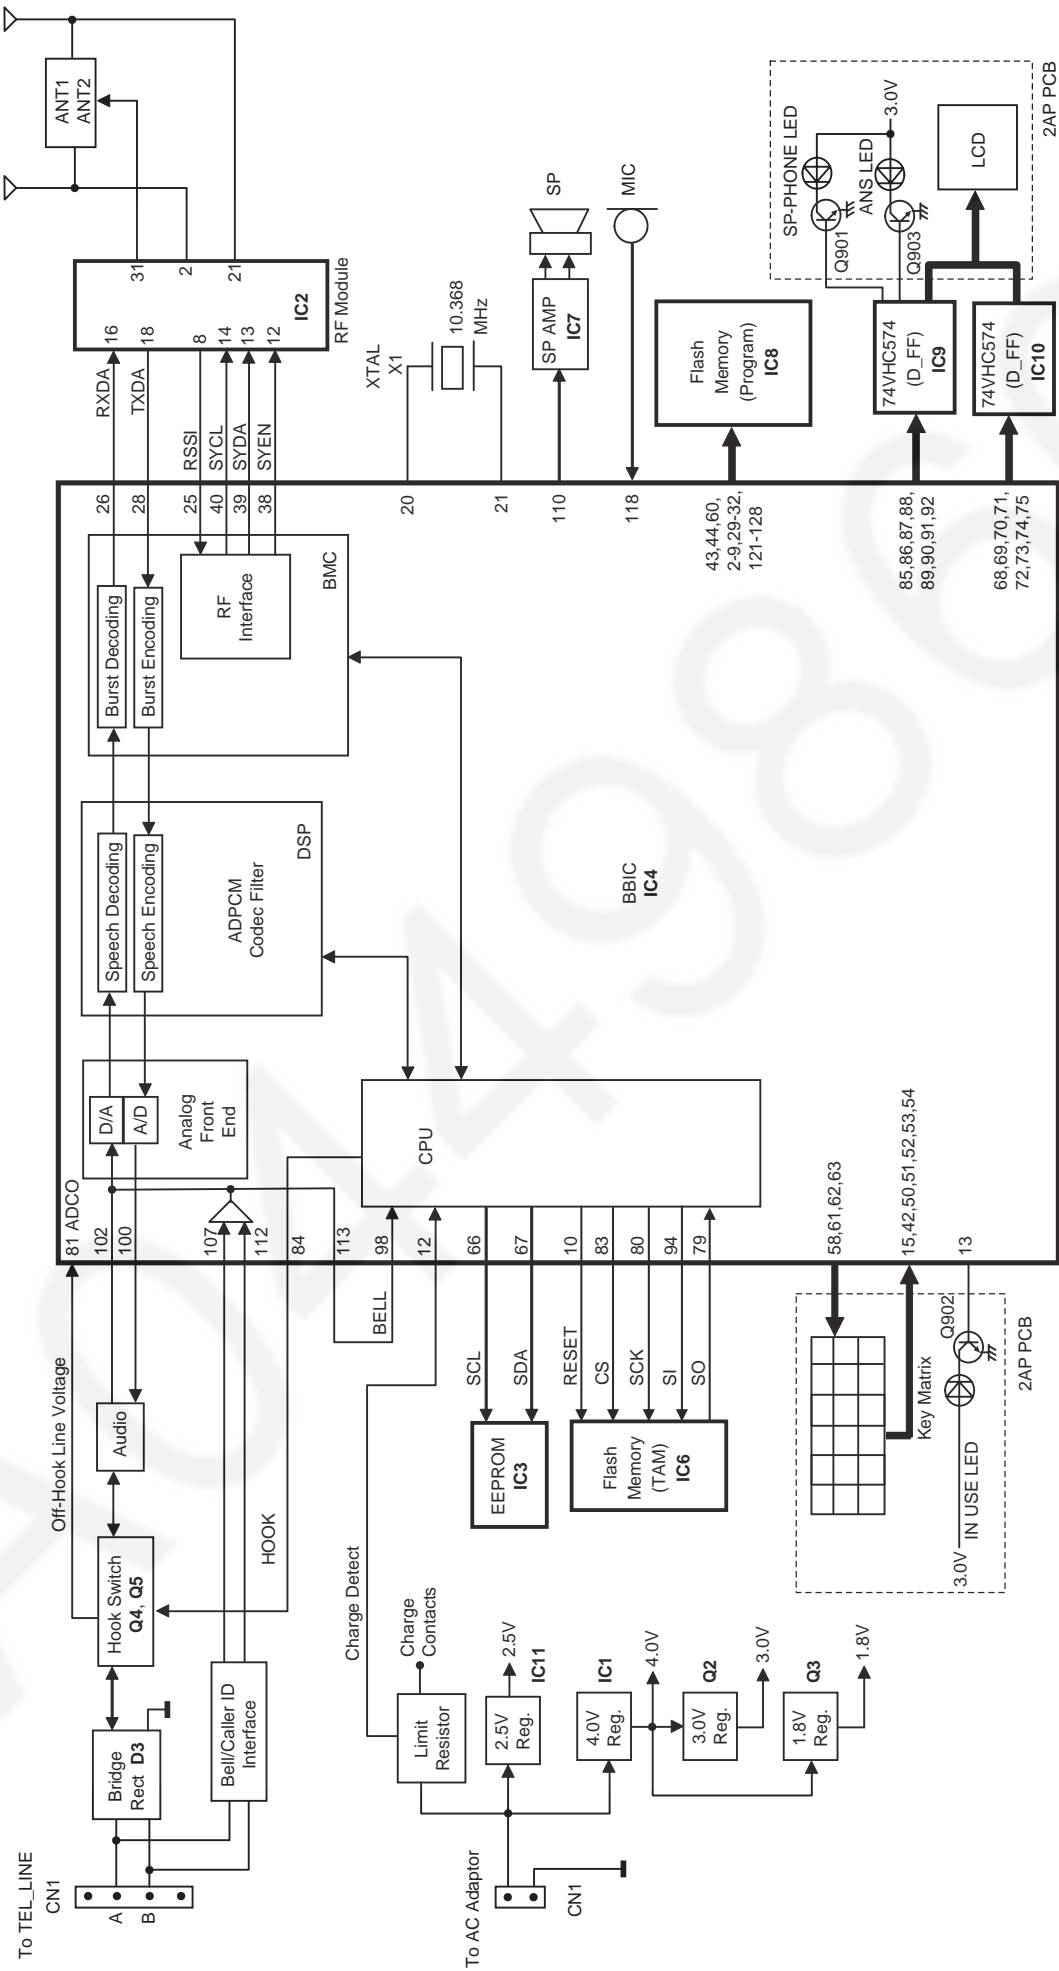 To TEL_LINE
CN1
A
B
Bridge
Rect D3
Hook Switch
Q4, Q5
Audio
Off-Hook Line Voltage
Bell/Caller ID
Interface
HOOK
81 ADCO
102
100
107
112
84
113
98
12
66
67
10
83
80
94
79
BELL
Charge Detect
SCL
SDA
RESET
CS
SCK
SI
SO
EEPROM
IC3
Flash
Memory
(TAM)
IC6
To AC Adaptor
CN1
Limit
Resistor
Charge
Contacts
2.5V
Reg.
IC11
2.5V
4.0V
Reg.
IC1
4.0V
3.0V
Reg.
Q2
3.0V
1.8V
Reg.
Q3
1.8V
Key Matrix
3.0V
IN USE LED
Q902
2AP PCB
58,61,62,63
15,42,50,51,52,53,54
13
D/A
A/D
Analog
Front
End
Speech Decoding
Speech Encoding
ADPCM
Codec Filter
DSP
Burst Decoding
Burst Encoding
RF
Interface
BMC
CPU
BBIC
IC4
26
28
25
40
39
38
20
21
110
118
43,44,60,
2-9,29-32,
121-128
85,86,87,88,
89,90,91,92
68,69,70,71,
72,73,74,75
RXDA
TXDA
RSSI
SYCL
SYDA
SYEN
16
18
8
14
13
12
31
2
21
IC2
RF Module
ANT1
ANT2
XTAL
X1
10.368
MHz
SP AMP
IC7
SP
MIC
Flash
Memory
(Program)
IC8
74VHC574
(D_FF)
IC9
74VHC574
(D_FF)
IC10
SP-PHONE LED
Q901
ANS LED
Q903
3.0V
LCD
2AP PCB